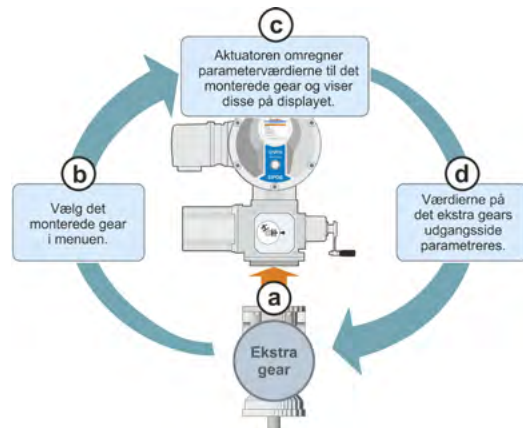 c
Aktuatoren omregner
parameterværdierne til det
monterede gear og viser
disse på displayet.
b
Vælg det
monterede gear
i menuen.
d
Værdierne på
det ekstra gears
udgangsside
parametreres.
a
Ekstra
gear